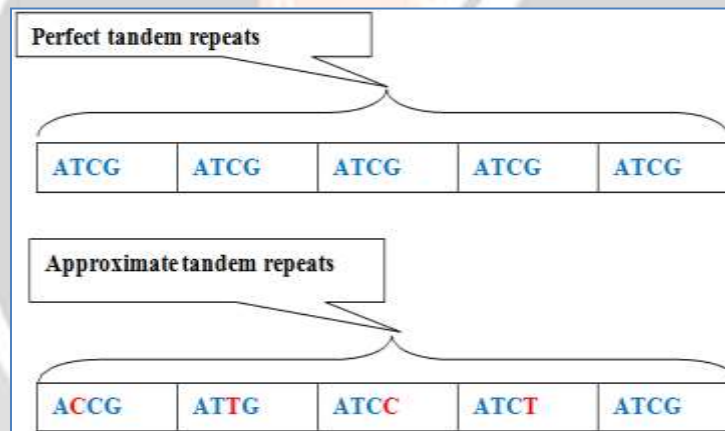 Perfect tandem repeats
ATCG ATCG ATCG ATCG ATCG
Approximate tandem repeats
ACCG ATTG ATCC ATCT ATCG